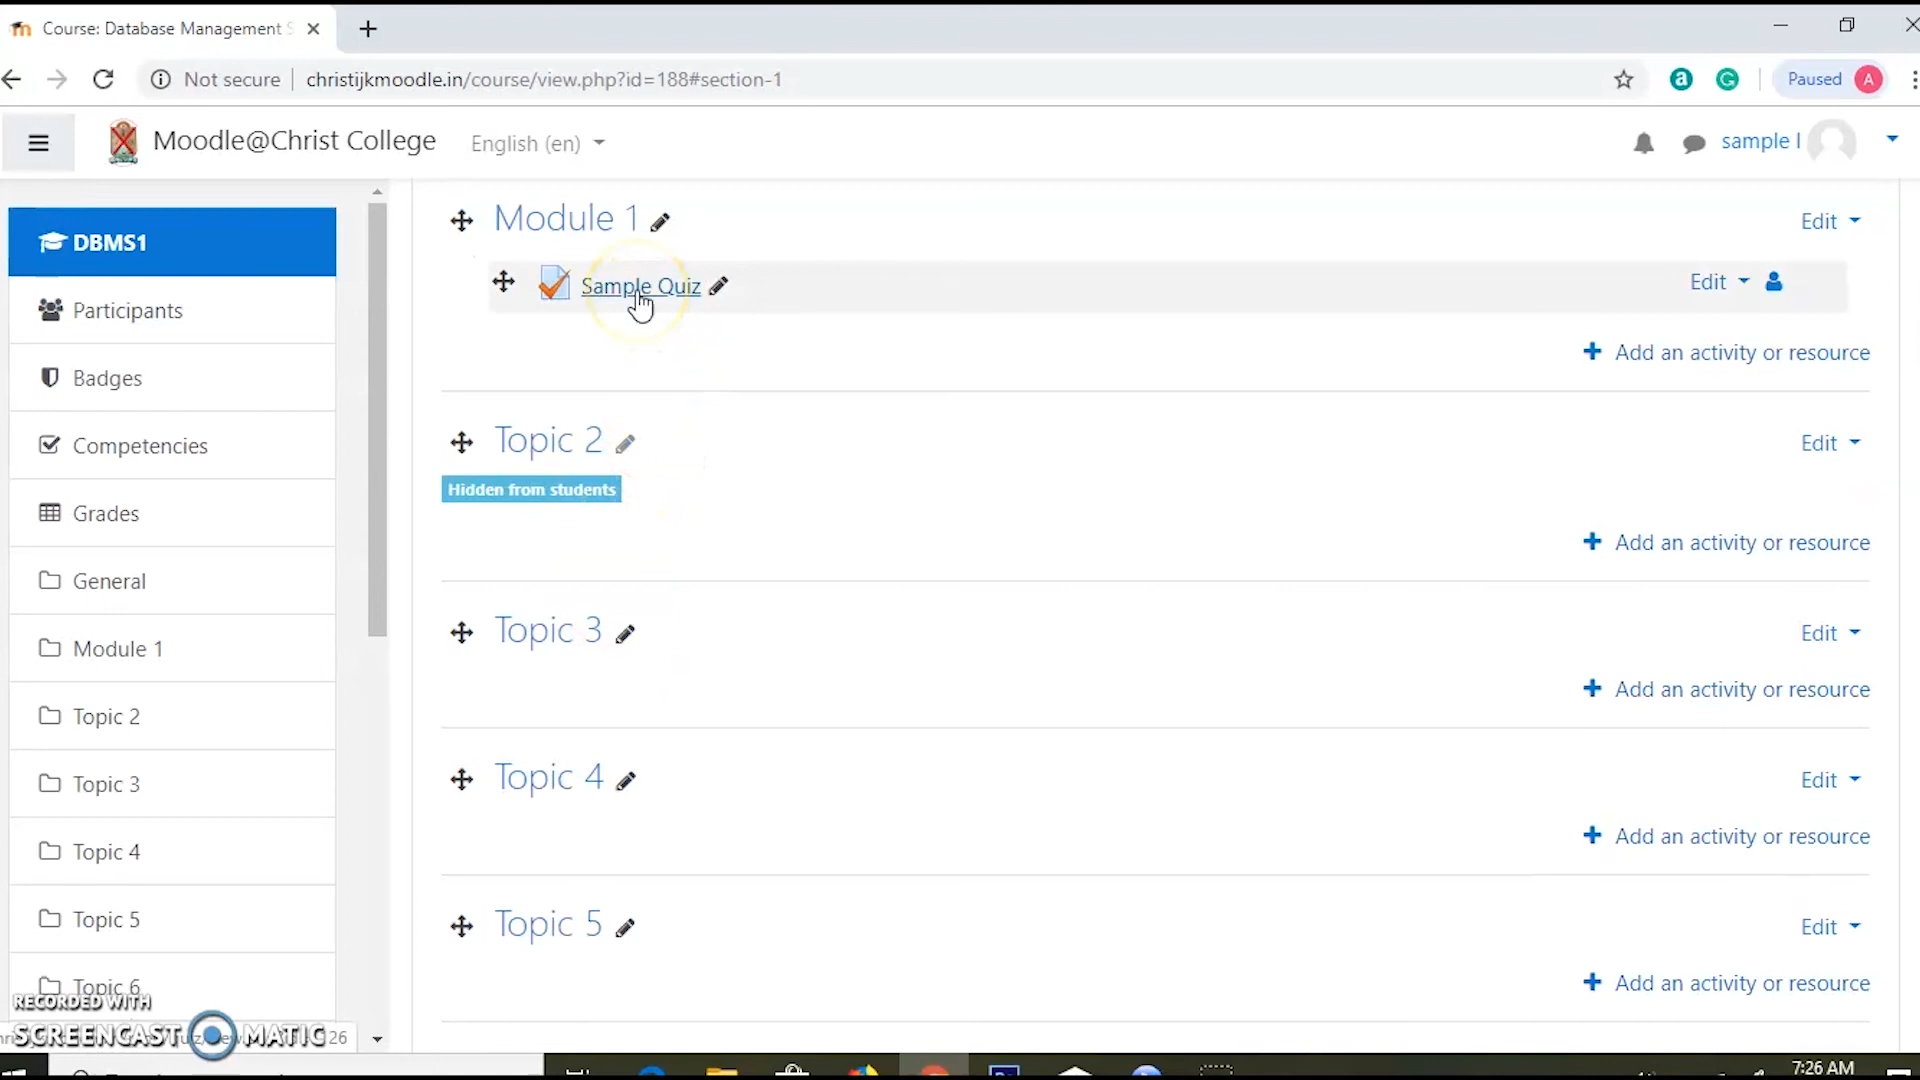 Course: Database Management S
Not secure christijkmoodle.in/course/view.php?id=188#section-1 Paused A
Moodle@Christ College English (en) sample l
DBMS1
Participants
Badges
Competencies
Grades
General
Module 1
Topic 2
Topic 3
Topic 4
Topic 5
Topic 6
Module 1 Edit
Sample Quiz Edit
Add an activity or resource
Topic 2 Edit
Hidden from students
Add an activity or resource
Topic 3 Edit
Add an activity or resource
Topic 4 Edit
Add an activity or resource
Topic 5 Edit
Add an activity or resource
RECORDED WITH
SCREENCAST MATIC 26
7:26 AM